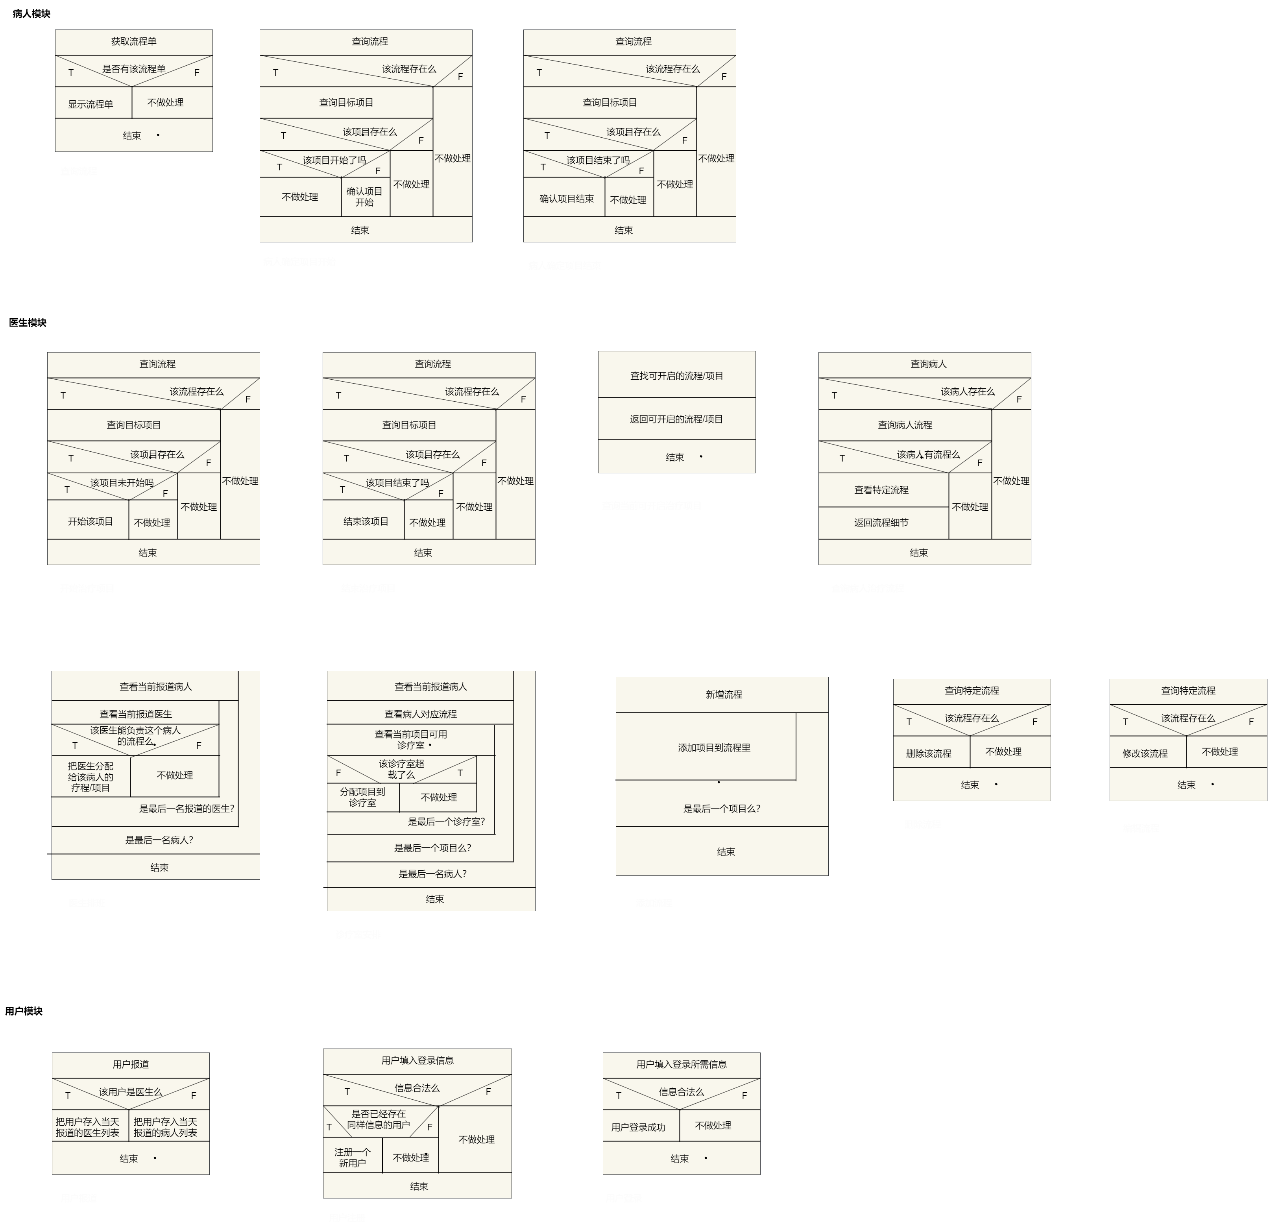 病人模块
获取流程单
T
是否有该流程单
F
显示流程单
不做处理
结束
查询流程
T
该流程存在么
F
查询目标项目
T
该项目存在么
F
T
该项目开始了吗
F
不做处理
确认项目
开始
不做处理
不做处理
结束
查询流程
T
该流程存在么
F
查询目标项目
T
该项目存在么
F
T
该项目结束了吗
F
确认项目结束
不做处理
不做处理
不做处理
结束
医生模块
查询流程
T
该流程存在么
F
查询目标项目
T
该项目存在么
F
T
该项目未开始吗
F
开始该项目
不做处理
不做处理
不做处理
结束
查询流程
T
该流程存在么
F
查询目标项目
T
该项目存在么
F
T
该项目结束了吗
F
结束该项目
不做处理
不做处理
不做处理
结束
查找可开启的流程/项目
返回可开启的流程/项目
结束
查询病人
T
该病人存在么
F
查询病人流程
T
该病人有流程么
F
查看特定流程
返回流程细节
不做处理
不做处理
结束
查看当前报道病人
查看当前报道医生
该医生能负责这个病人
的流程么
T
F
把医生分配
给该病人的
疗程/项目
不做处理
是最后一名报道的医生?
是最后一名病人?
结束
查看当前报道病人
查看病人对应流程
查看当前项目可用
诊疗室
该诊疗室超
载了么
F
T
分配项目到
诊疗室
不做处理
是最后一个诊疗室?
是最后一个项目么?
是最后一名病人?
结束
新增流程
添加项目到流程里
是最后一个项目么?
结束
查询特定流程
T
该流程存在么
F
删除该流程
不做处理
结束
查询特定流程
T
该流程存在么
F
修改该流程
不做处理
结束
用户模块
用户报道
T
该用户是医生么
F
把用户存入当天
报道的医生列表
把用户存入当天
报道的病人列表
结束
用户填入登录信息
T
信息合法么
F
是否已经存在
同样信息的用户
T
F
注册一个
新用户
不做处理
不做处理
结束
用户填入登录所需信息
T
信息合法么
F
用户登录成功
不做处理
结束